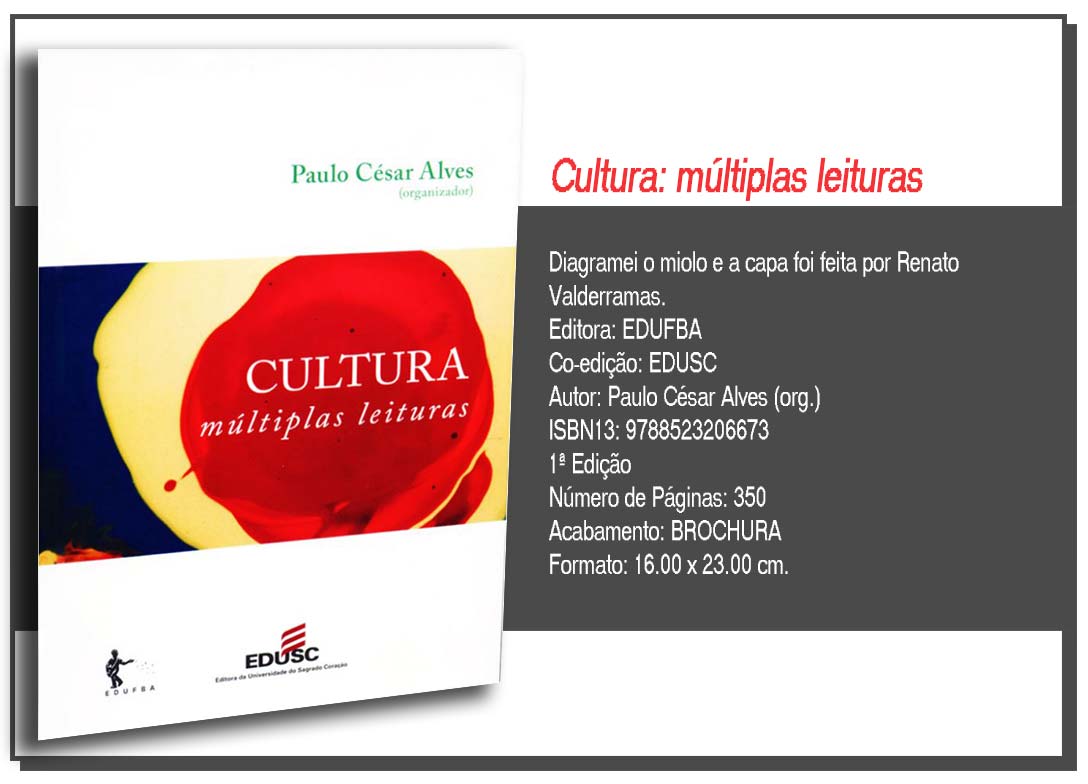 Paulo César Alves
(organizador)
CULTURA
múltiplas leituras
EDUFBA
EDUSC
Editora da Universidade do Sagrado Coração
Cultura: múltiplas leituras
Diagramei o miolo e a capa foi feita por Renato
Valderramas.
Editora: EDUFBA
Co-edição: EDUSC
Autor: Paulo César Alves (org.)
ISBN13: 9788523206673
1ª Edição
Número de Páginas: 350
Acabamento: BROCHURA
Formato: 16.00 x 23.00 cm.